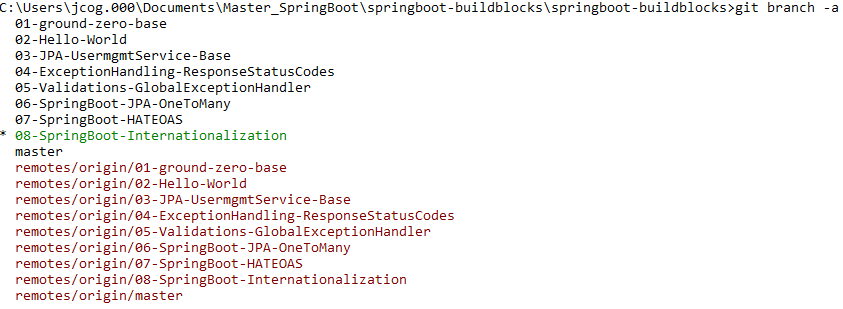 C:\Users\jcog.000\Documents\Master_SpringBoot\springboot-buildblocks\springboot-buildblocks>git branch -a
  01-ground-zero-base
  02-Hello-World
  03-JPA-UsermgmtService-Base
  04-ExceptionHandling-ResponseStatusCodes
  05-Validations-GlobalExceptionHandler
  06-SpringBoot-JPA-OneToMany
  07-SpringBoot-HATEOAS
* 08-SpringBoot-Internationalization
  master
  remotes/origin/01-ground-zero-base
  remotes/origin/02-Hello-World
  remotes/origin/03-JPA-UsermgmtService-Base
  remotes/origin/04-ExceptionHandling-ResponseStatusCodes
  remotes/origin/05-Validations-GlobalExceptionHandler
  remotes/origin/06-SpringBoot-JPA-OneToMany
  remotes/origin/07-SpringBoot-HATEOAS
  remotes/origin/08-SpringBoot-Internationalization
  remotes/origin/master